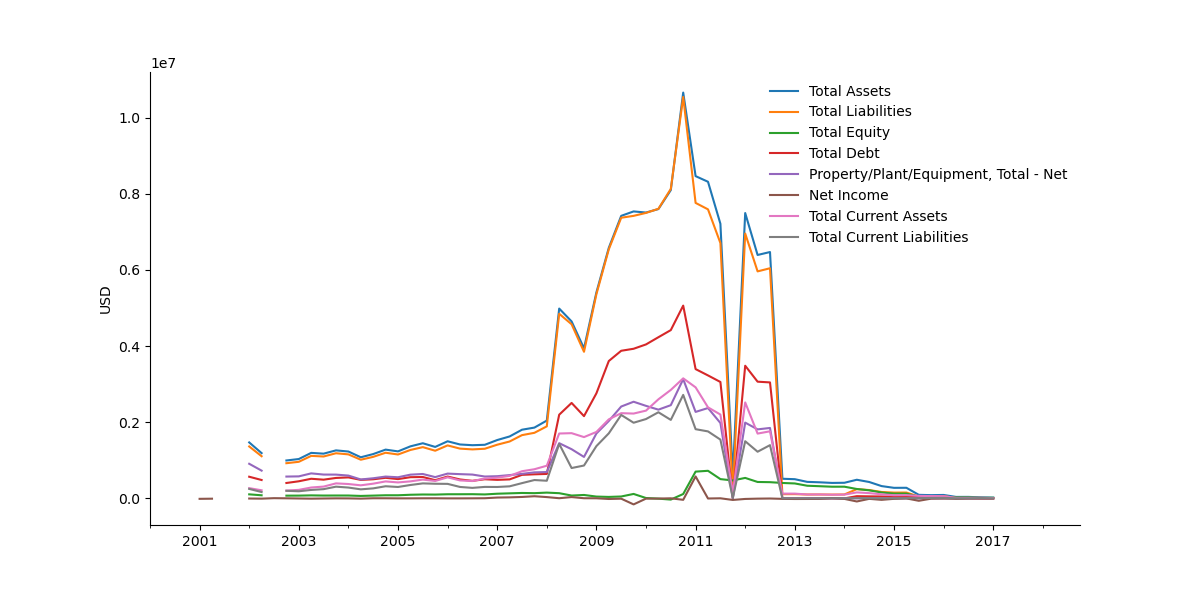 1e7
Total Assets
Total Liabilities
Total Equity
Total Debt
Property/Plant/Equipment, Total - Net
Net Income
Total Current Assets
Total Current Liabilities
1.0
0.8
0.6
0.4
0.2
0.0
USD
2001 2003 2005 2007 2009 2011 2013 2015 2017